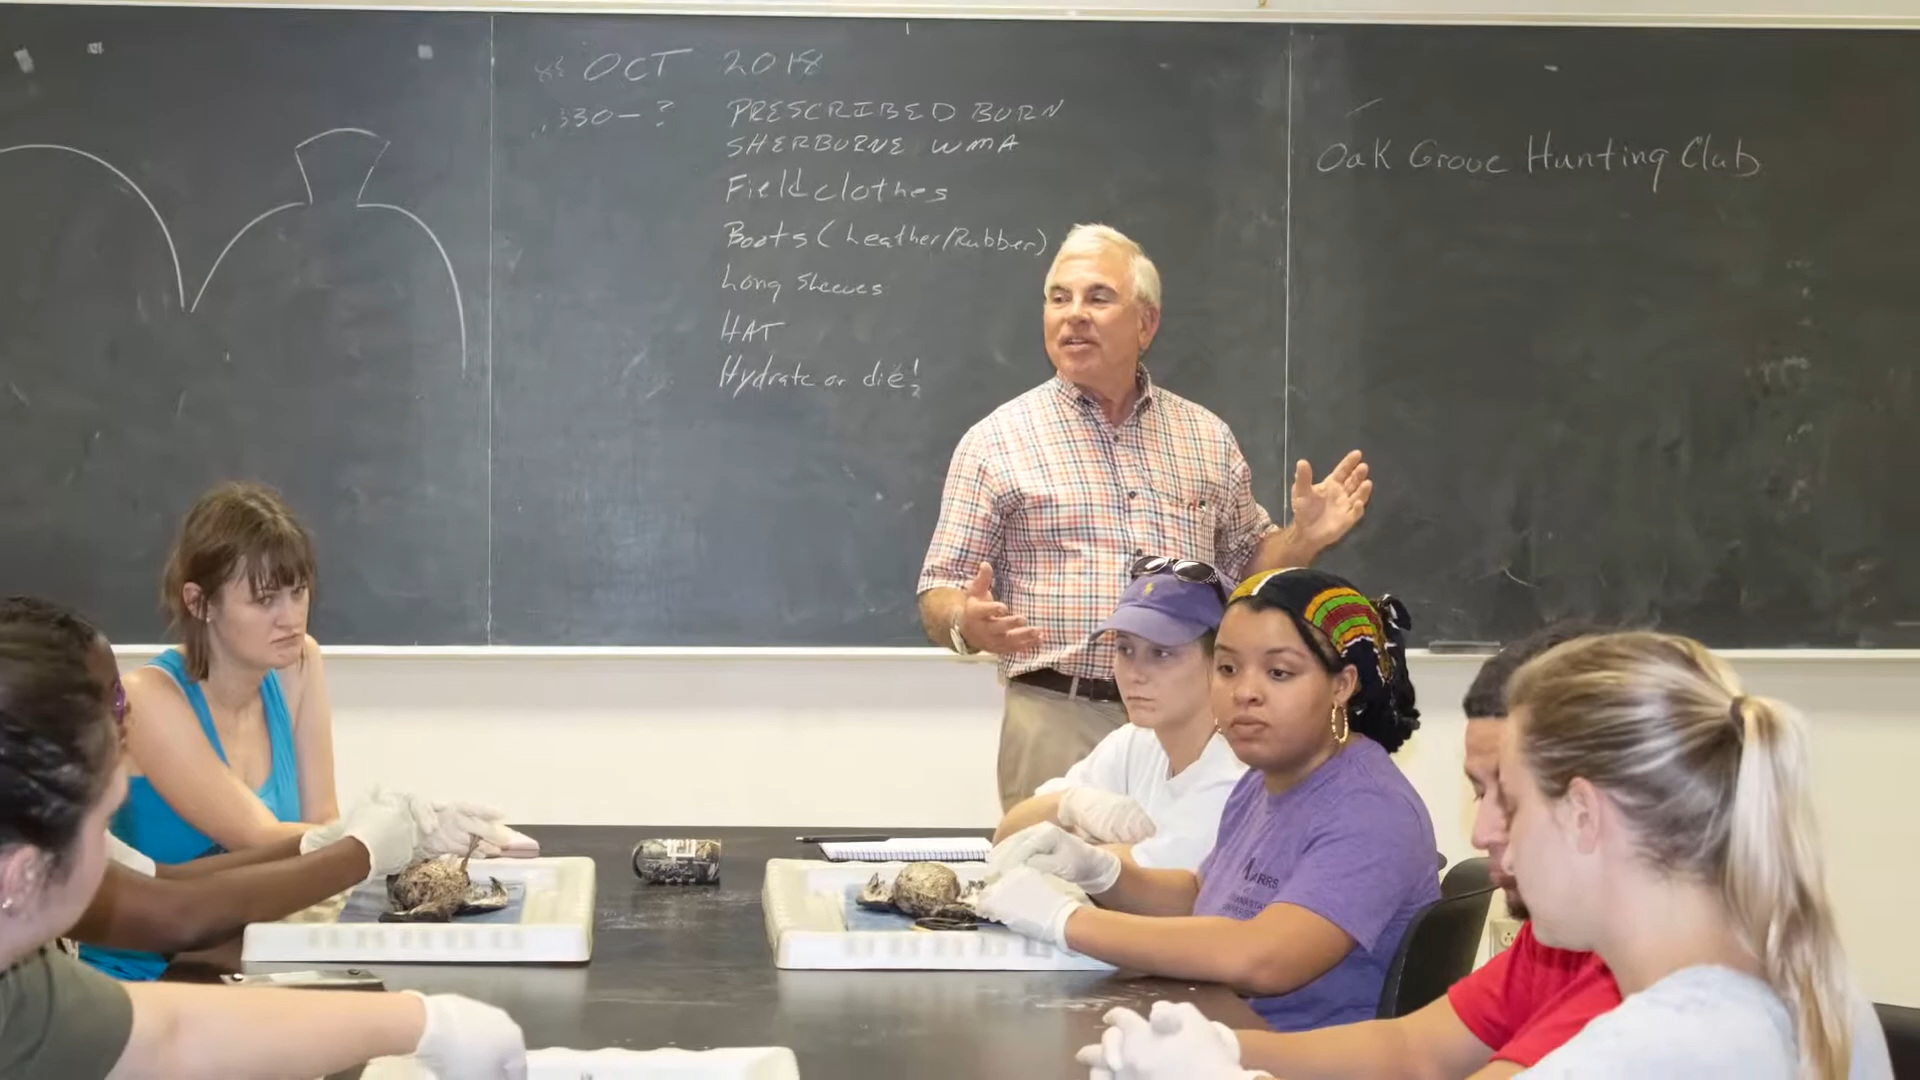 OCT 2018
330-? PRESCRIBED BURN
SHERBURNE WMA
Field clothes
Boots (Leather/Rubber)
Long Sleeves
HAT
Hydrate or die!
Oak Grove Hunting Club